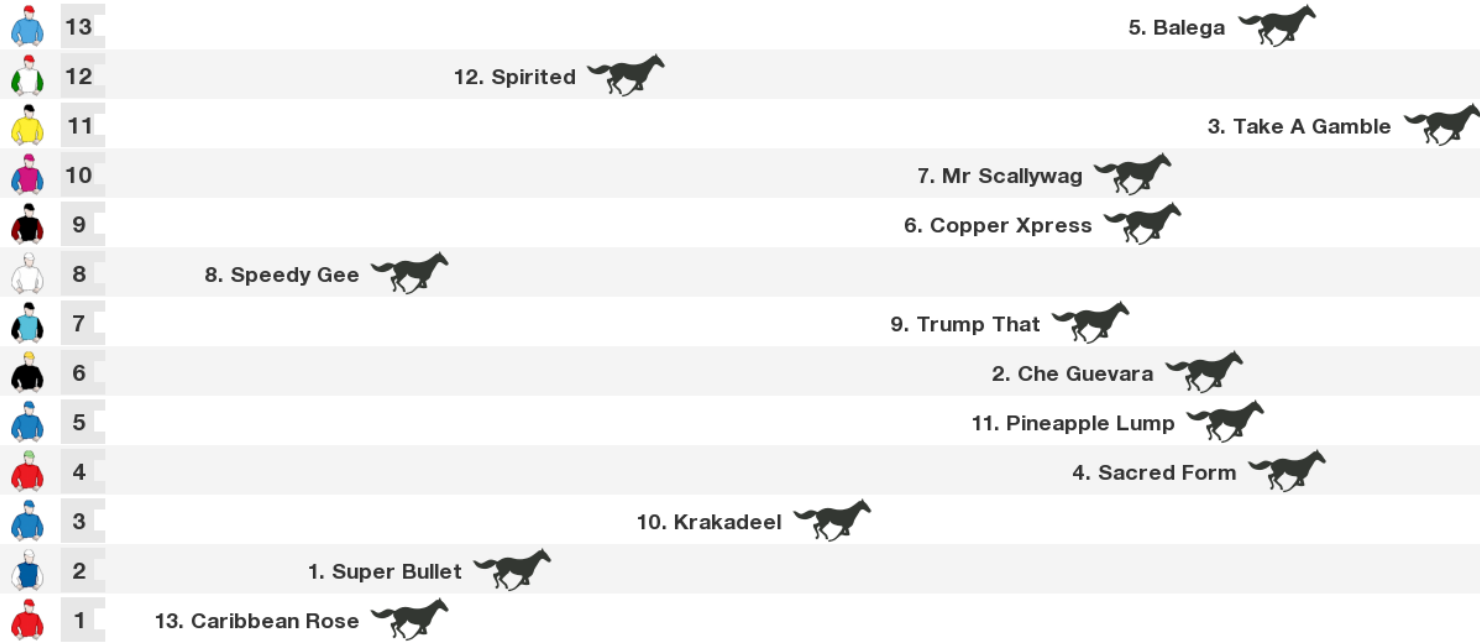 13 5. Balega
12 12. Spirited
11 3. Take A Gamble
10 7. Mr Scallywag
9 6. Copper Xpress
8 8. Speedy Gee
7 9. Trump That
6 2. Che Guevara
5 11. Pineapple Lump
4 4. Sacred Form
3 10. Krakadeel
2 1. Super Bullet
1 13. Caribbean Rose